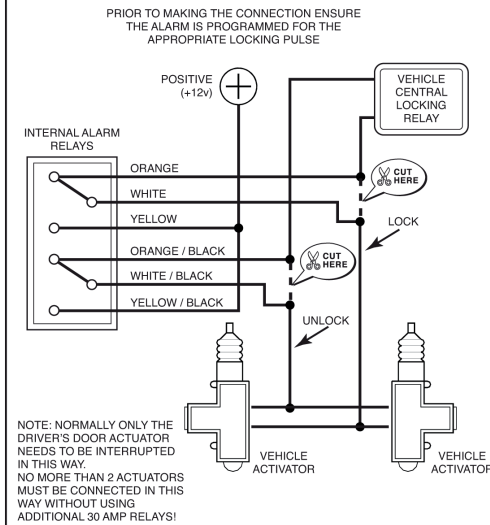 PRIOR TO MAKING THE CONNECTION ENSURE
THE ALARM IS PROGRAMMED FOR THE
APPROPRIATE LOCKING PULSE
POSITIVE
(+12v)
VEHICLE
CENTRAL
LOCKING
RELAY
INTERNAL ALARM
RELAYS
ORANGE
CUT
HERE
WHITE
YELLOW
LOCK
ORANGE / BLACK
CUT
HERE
WHITE / BLACK
YELLOW / BLACK
UNLOCK
NOTE: NORMALLY ONLY THE
DRIVER'S DOOR ACTUATOR
NEEDS TO BE INTERRUPTED
IN THIS WAY.
NO MORE THAN 2 ACTUATORS
MUST BE CONNECTED IN THIS
WAY WITHOUT USING
ADDITIONAL 30 AMP RELAYS!
VEHICLE
ACTIVATOR
VEHICLE
ACTIVATOR